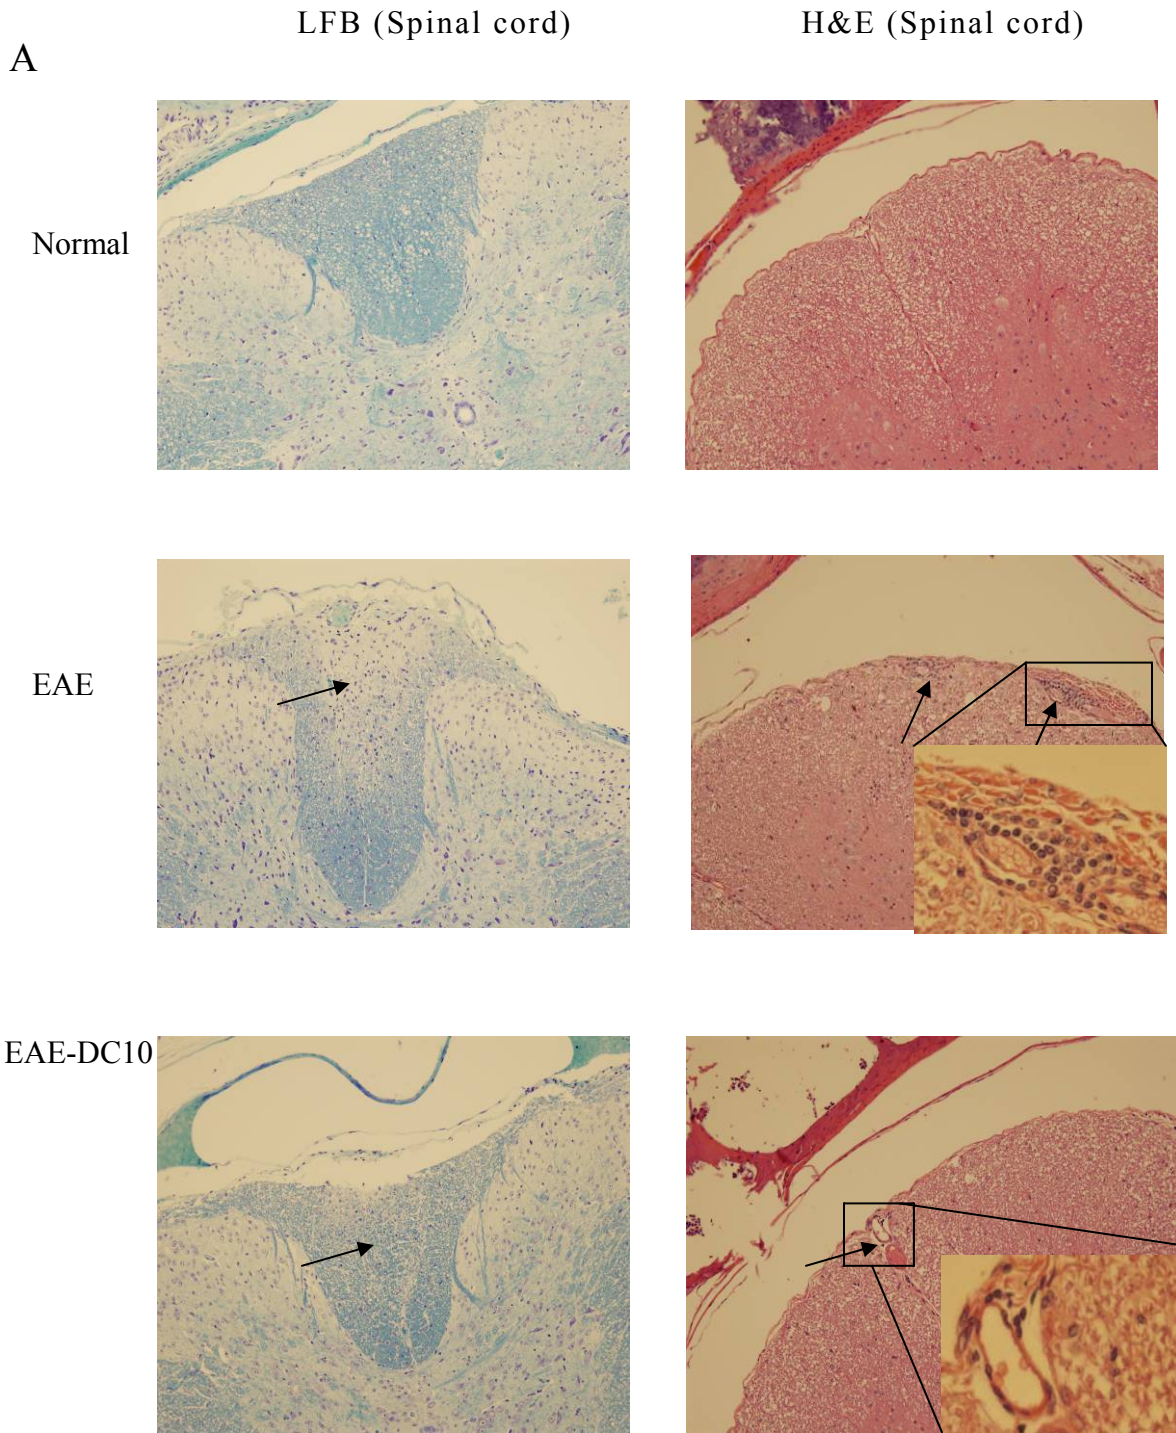 LFB (Spinal cord)
H&E (Spinal cord)
A
Normal
EAE
EAE-DC10